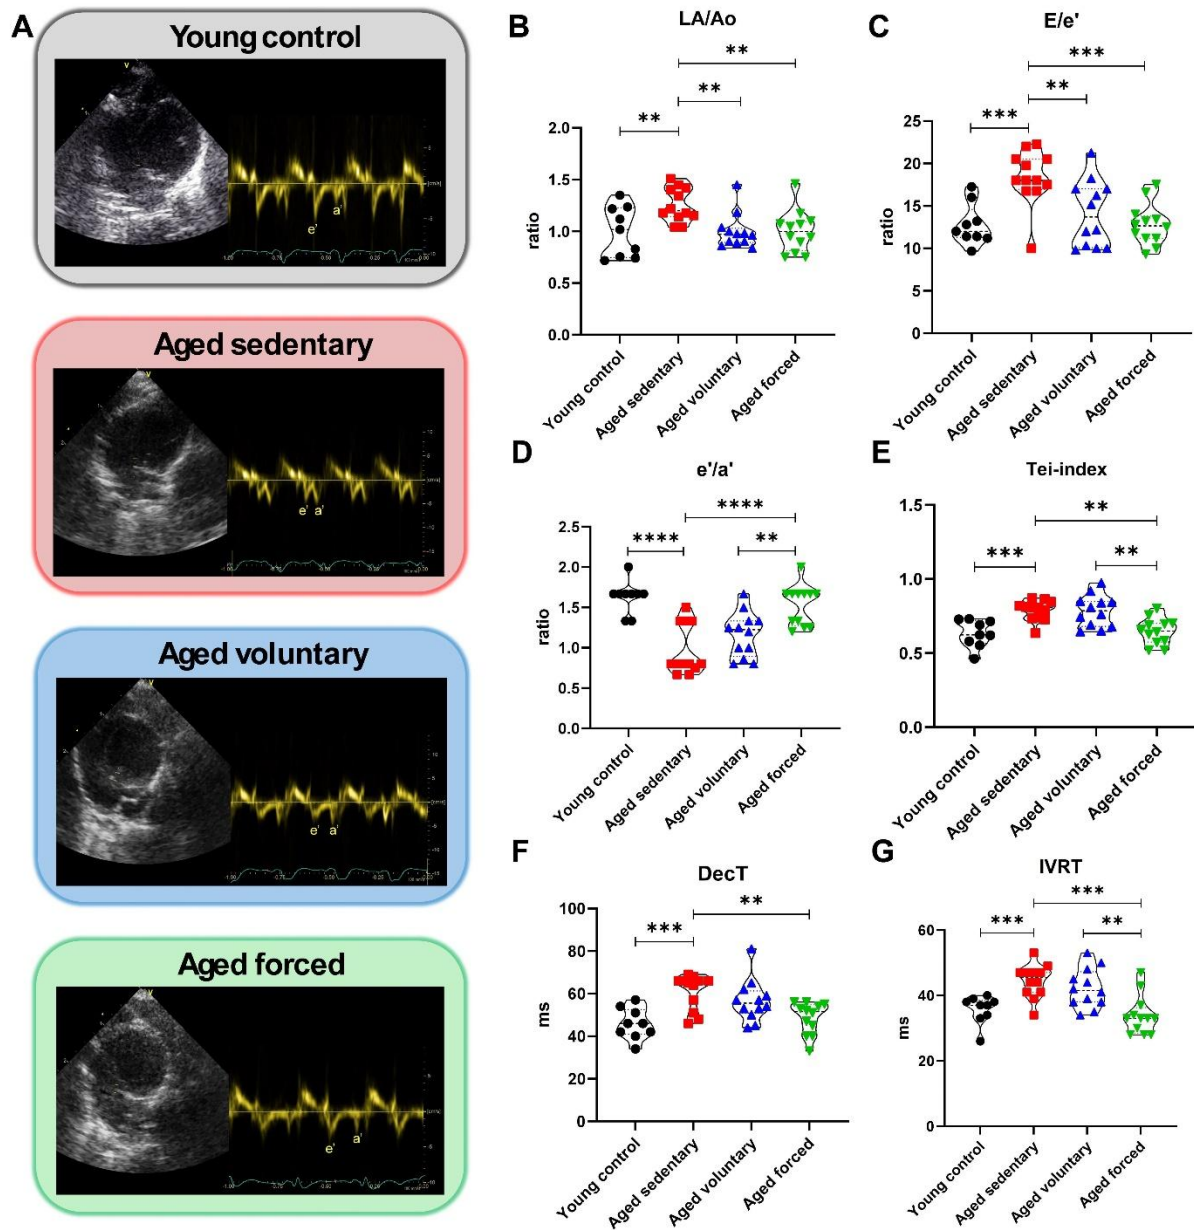 A
Young control
V
e'
a'
Aged sedentary
V
e' a'
Aged voluntary
V
e' a'
Aged forced
V
e' a'
B
LA/Ao
**
**
**
2.0
1.5
1.0
0.5
0.0
ratio
Young control
Aged sedentary
Aged voluntary
Aged forced
C
E/e'
***
**
***
25
20
15
10
5
0
ratio
Young control
Aged sedentary
Aged voluntary
Aged forced
D
e'/a'
****
**
****
2.5
2.0
1.5
1.0
0.5
0.0
ratio
Young control
Aged sedentary
Aged voluntary
Aged forced
E
Tei-index
**
***
**
1.5
1.0
0.5
0.0
Young control
Aged sedentary
Aged voluntary
Aged forced
F
DecT
**
***
100
80
60
40
20
0
ms
Young control
Aged sedentary
Aged voluntary
Aged forced
G
IVRT
***
***
**
60
40
20
0
ms
Young control
Aged sedentary
Aged voluntary
Aged forced